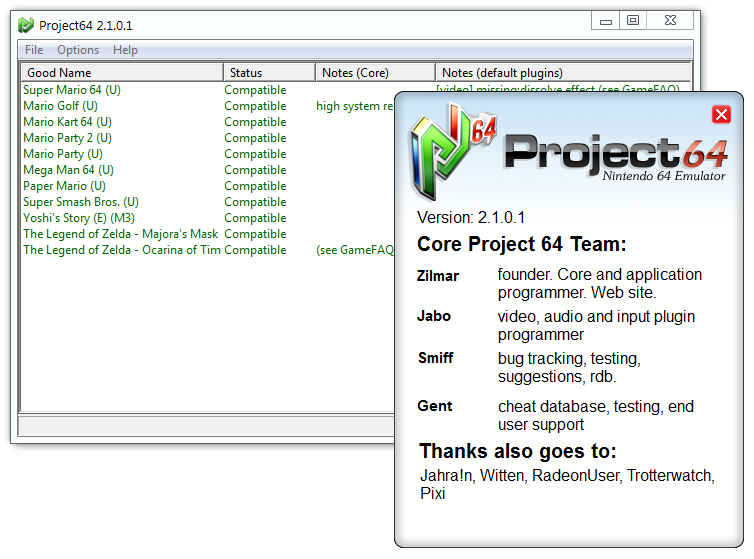 Project64 2.1.0.1
File Options Help
Good Name Status Notes (Core) Notes (default plugins)
Super Mario 64 (U) Compatible [video] missing:dissolve effect (see GameFAQ)
Mario Golf (U) Compatible high system re
Mario Kart 64 (U) Compatible
Mario Party 2 (U) Compatible
Mario Party (U) Compatible
Mega Man 64 (U) Compatible
Paper Mario (U) Compatible
Super Smash Bros. (U) Compatible
Yoshi's Story (E) (M3) Compatible
The Legend of Zelda - Majora's Mask Compatible
The Legend of Zelda - Ocarina of Tim Compatible (see GameFAQ
64
Project64
Nintendo 64 Emulator
Version: 2.1.0.1
Core Project 64 Team:
Zilmar founder. Core and application
programmer. Web site.
Jabo video, audio and input plugin
programmer
Smiff bug tracking, testing,
suggestions, rdb.
Gent cheat database, testing, end
user support
Thanks also goes to:
Jahra!n, Witten, RadeonUser, Trotterwatch,
Pixi